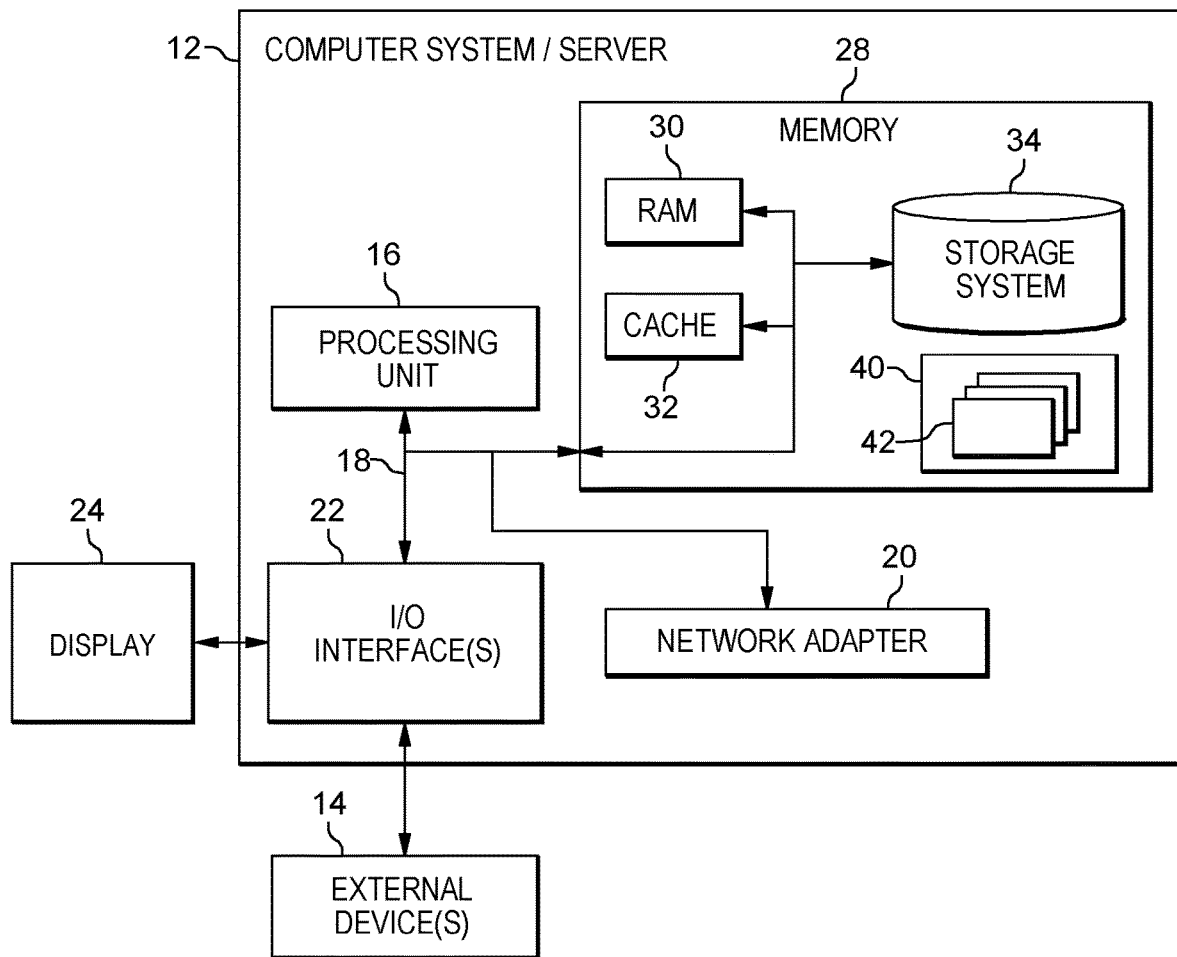 12
COMPUTER SYSTEM / SERVER
28
MEMORY
30
RAM
34
STORAGE
SYSTEM
16
PROCESSING
UNIT
CACHE
32
40
42
18
24
DISPLAY
22
I/O
INTERFACE(S)
20
NETWORK ADAPTER
14
EXTERNAL
DEVICE(S)